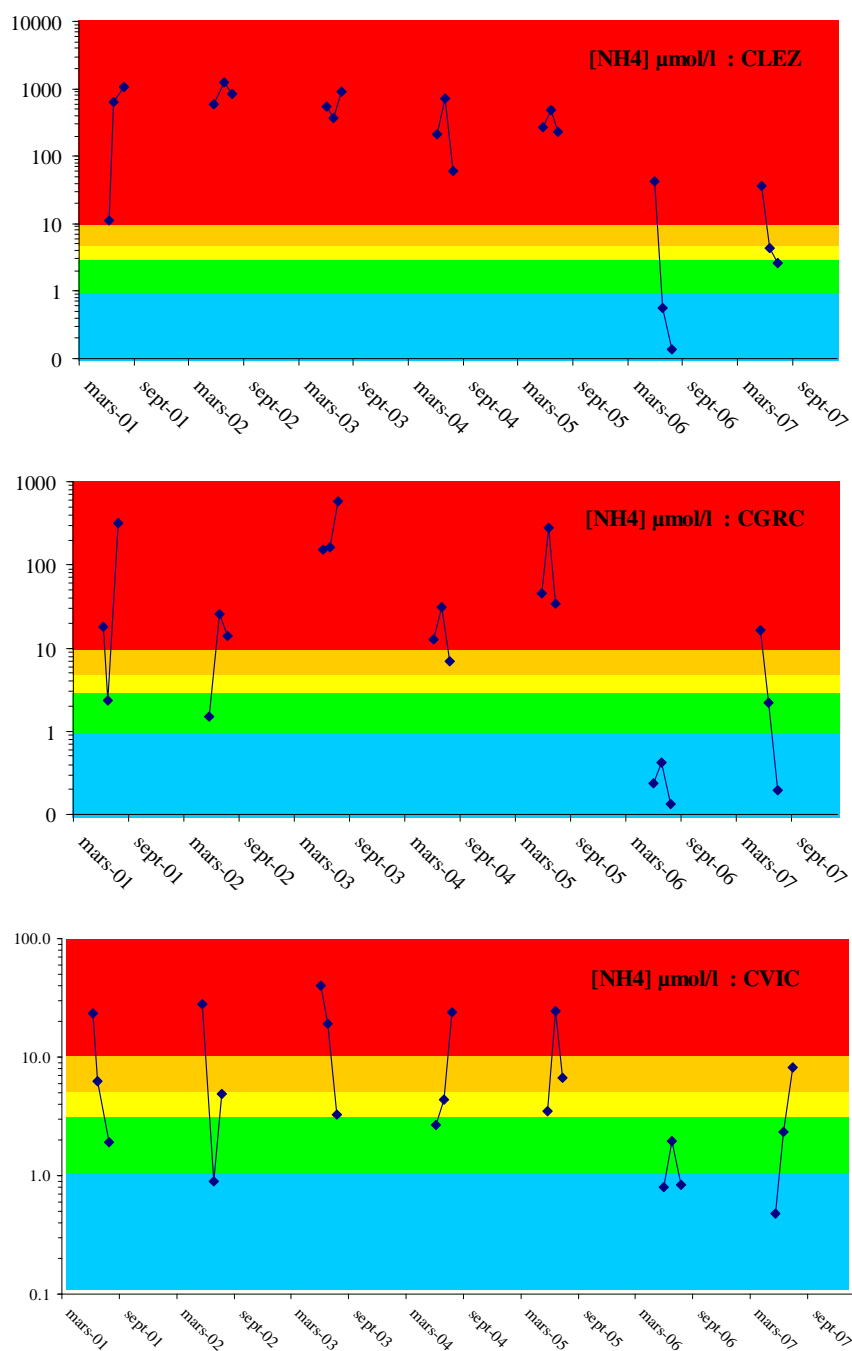 10000
[NH4] µmol/l : CLEZ
1000
100
10
1
0
mars-01 sept-01 mars-02 sept-02 mars-03 sept-03 mars-04 sept-04 mars-05 sept-05 mars-06 sept-06 mars-07 sept-07
1000
[NH4] µmol/l : CGRC
100
10
1
0
mars-01 sept-01 mars-02 sept-02 mars-03 sept-03 mars-04 sept-04 mars-05 sept-05 mars-06 sept-06 mars-07 sept-07
100.0
[NH4] µmol/l : CVIC
10.0
1.0
0.1
mars-01 sept-01 mars-02 sept-02 mars-03 sept-03 mars-04 sept-04 mars-05 sept-05 mars-06 sept-06 mars-07 sept-07